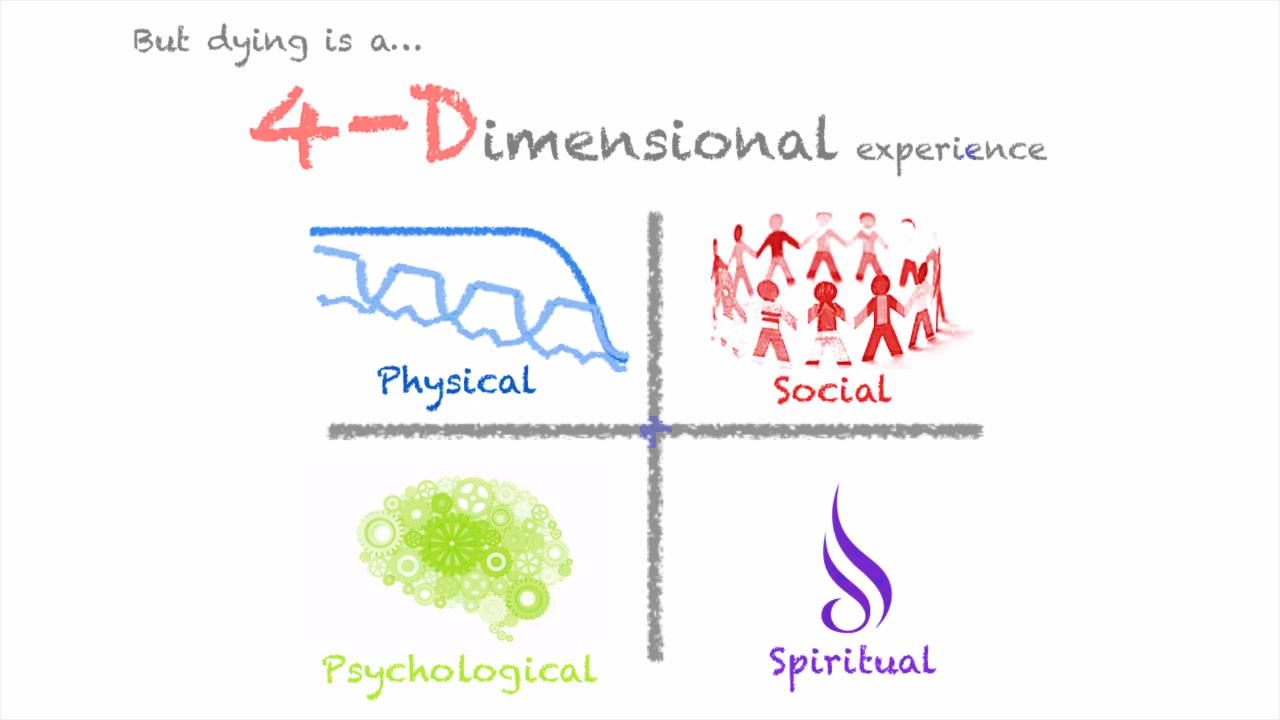 But dying is a...
4-Dimensional experience
Physical
Social
Psychological
Spiritual